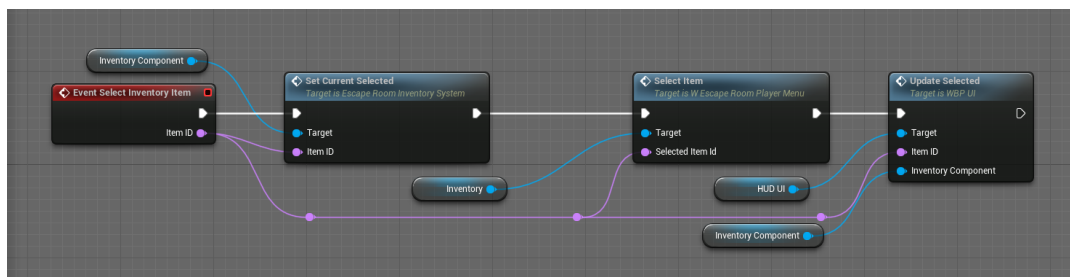 Inventory Component
Event Select Inventory Item
Item ID
Set Current Selected
Target is Escape Room Inventory System
Target
Item ID
Inventory
Select Item
Target is W Escape Room Player Menu
Target
Selected Item Id
HUD UI
Inventory Component
Update Selected
Target is WBP UI
Target
Item ID
Inventory Component